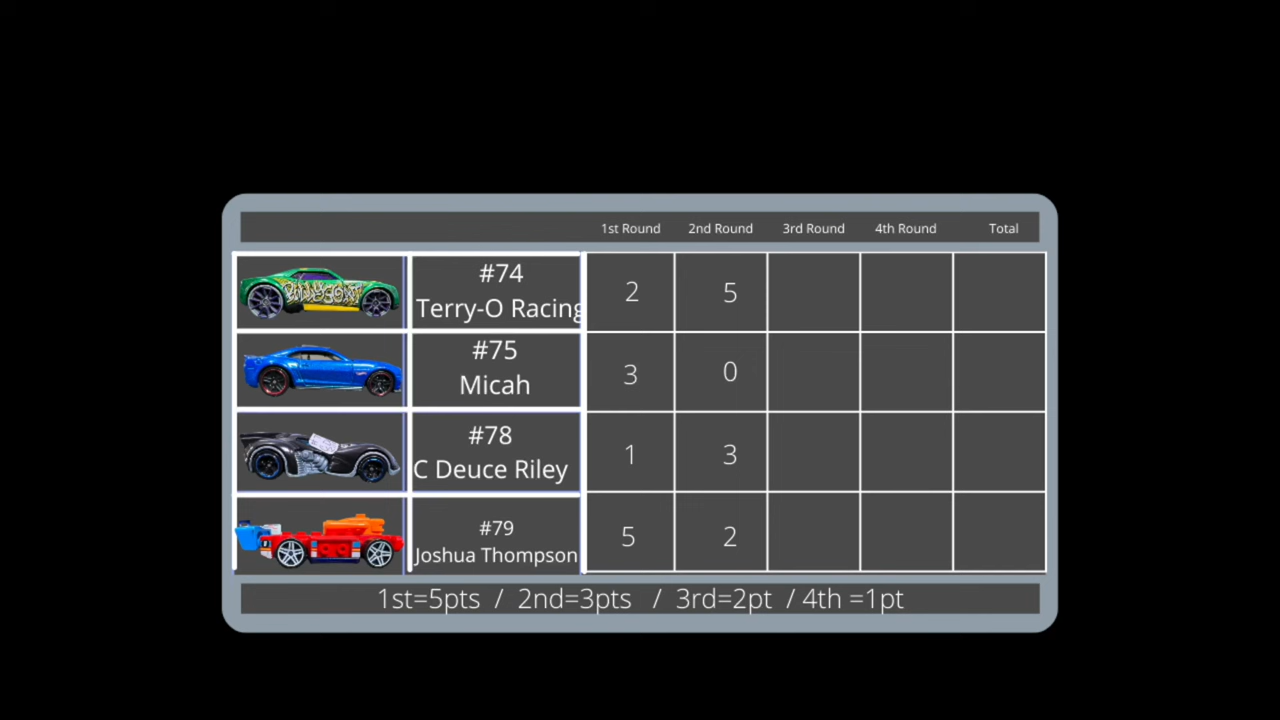 1st Round 2nd Round 3rd Round 4th Round Total
#74
Terry-O Racing
2 5
#75
Micah
3 0
#78
C Deuce Riley
1 3
#79
Joshua Thompson
5 2
1st=5pts / 2nd=3pts / 3rd=2pt / 4th =1pt